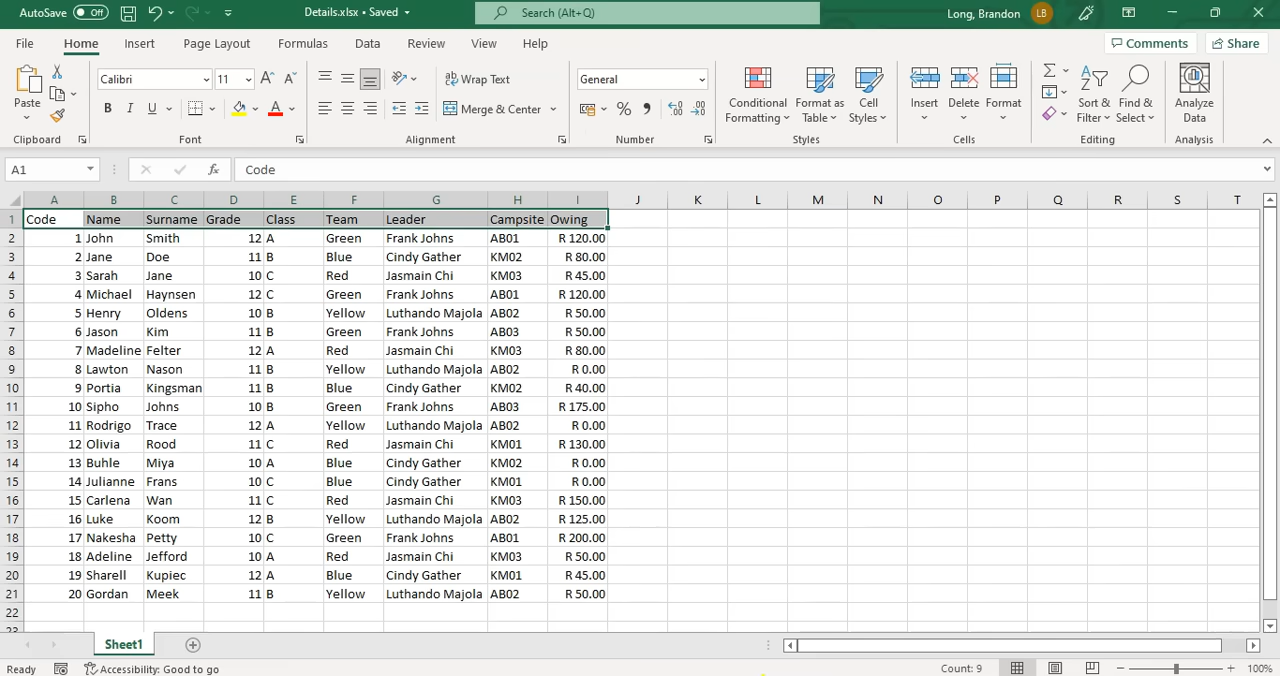 AutoSave Off Details.xlsx • Saved Search (Alt+Q) Long, Brandon LB
File Home Insert Page Layout Formulas Data Review View Help Comments Share
Paste Calibri 11 A A Wrap Text General Conditional Formatting Format as Table Cell Styles Insert Delete Format Sort & Filter Find & Select Analyze Data
B I U A Merge & Center % 
Clipboard Font Alignment Number Styles Cells Editing Analysis
A1 fx Code
A B C D E F G H I J K L M N O P Q R S T
1 Code Name Surname Grade Class Team Leader Campsite Owing
2 1 John Smith 12 A Green Frank Johns AB01 R 120.00
3 2 Jane Doe 11 B Blue Cindy Gather KM02 R 80.00
4 3 Sarah Jane 10 C Red Jasmain Chi KM03 R 45.00
5 4 Michael Haynsen 12 C Green Frank Johns AB01 R 120.00
6 5 Henry Oldens 10 B Yellow Luthando Majola AB02 R 50.00
7 6 Jason Kim 11 B Green Frank Johns AB03 R 50.00
8 7 Madeline Felter 12 A Red Jasmain Chi KM03 R 80.00
9 8 Lawton Nason 11 B Yellow Luthando Majola AB02 R 0.00
10 9 Portia Kingsman 11 B Blue Cindy Gather KM02 R 40.00
11 10 Sipho Johns 10 B Green Frank Johns AB03 R 175.00
12 11 Rodrigo Trace 12 A Yellow Luthando Majola AB02 R 0.00
13 12 Olivia Rood 11 C Red Jasmain Chi KM01 R 130.00
14 13 Buhle Miya 10 A Blue Cindy Gather KM02 R 0.00
15 14 Julianne Frans 10 C Blue Cindy Gather KM01 R 0.00
16 15 Carlena Wan 11 C Red Jasmain Chi KM03 R 150.00
17 16 Luke Koom 12 B Yellow Luthando Majola AB02 R 125.00
18 17 Nakesha Petty 10 C Green Frank Johns AB01 R 200.00
19 18 Adeline Jefford 10 A Red Jasmain Chi KM03 R 50.00
20 19 Sharell Kupiec 12 A Blue Cindy Gather KM01 R 45.00
21 20 Gordan Meek 11 B Yellow Luthando Majola AB02 R 50.00
22
23
Sheet1
Ready Accessibility: Good to go Count: 9 100%